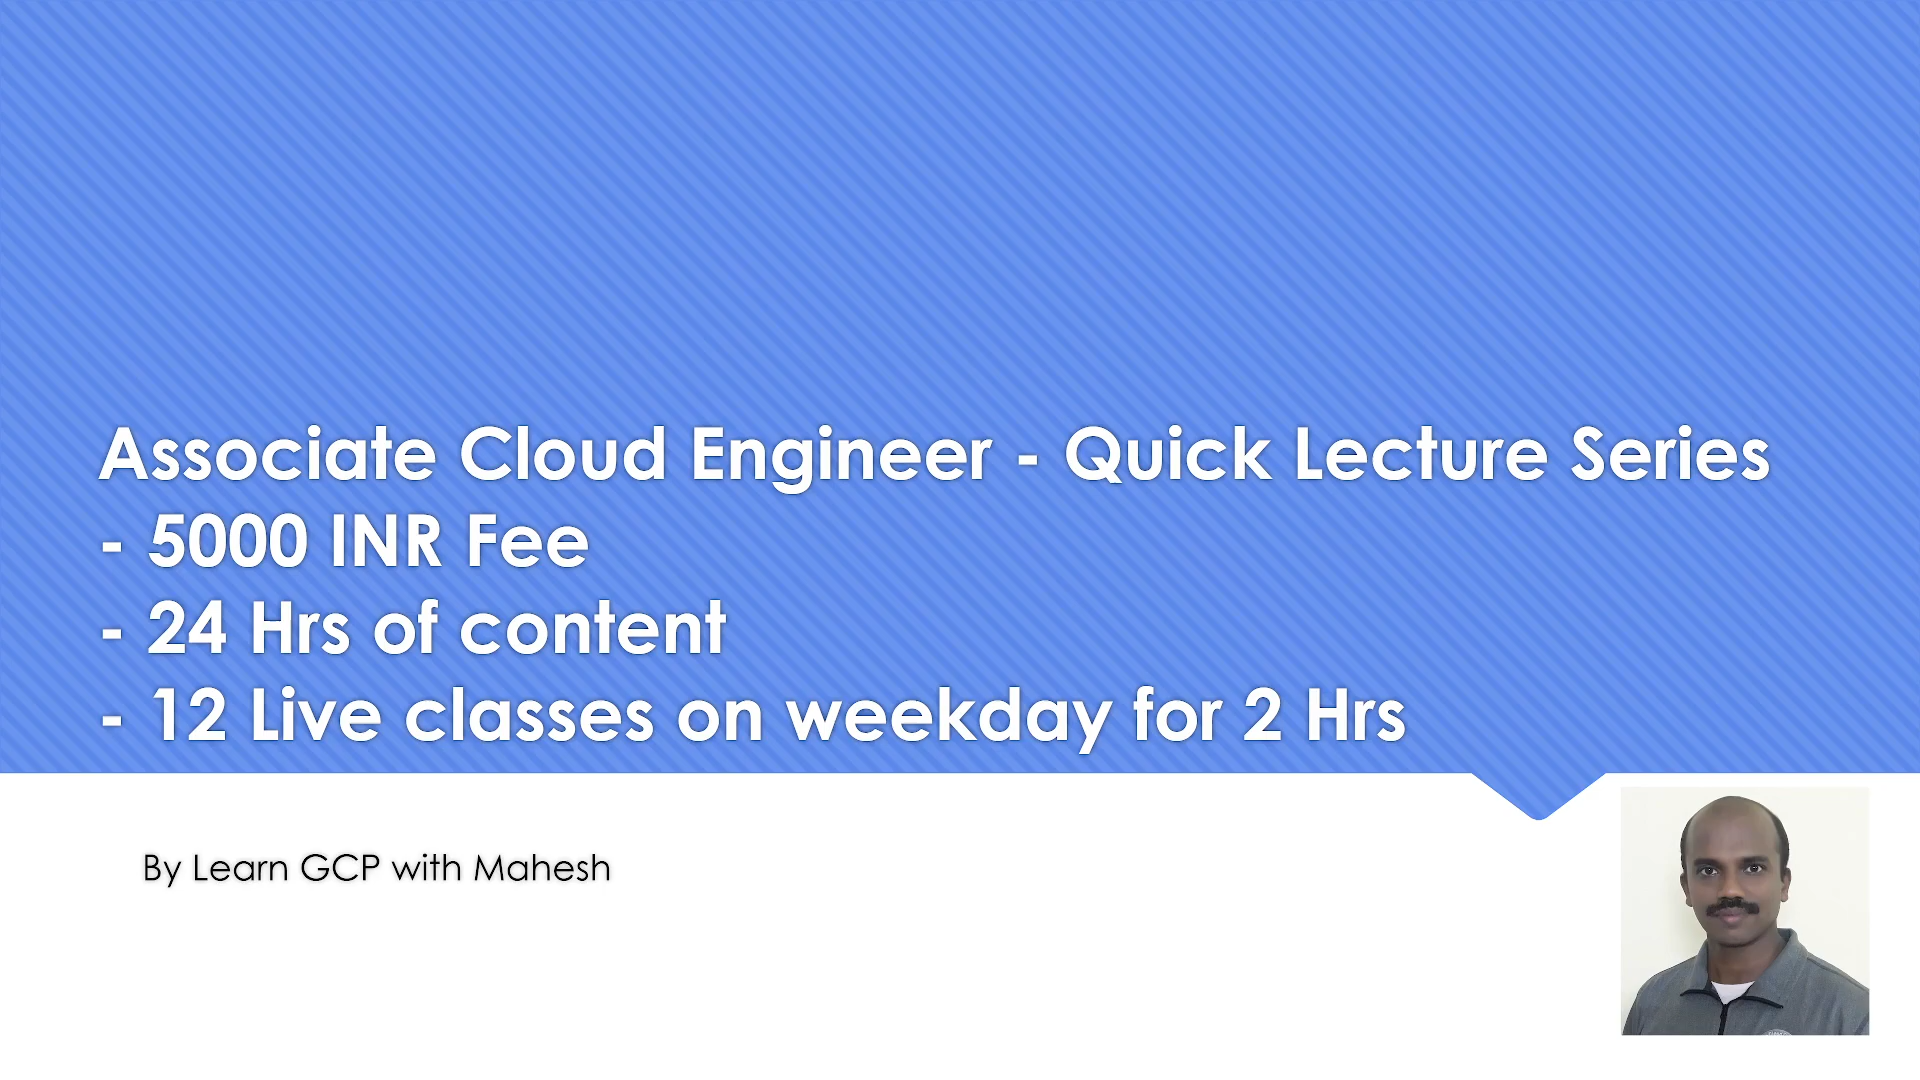 Associate Cloud Engineer - Quick Lecture Series
- 5000 INR Fee
- 24 Hrs of content
- 12 Live classes on weekday for 2 Hrs
By Learn GCP with Mahesh